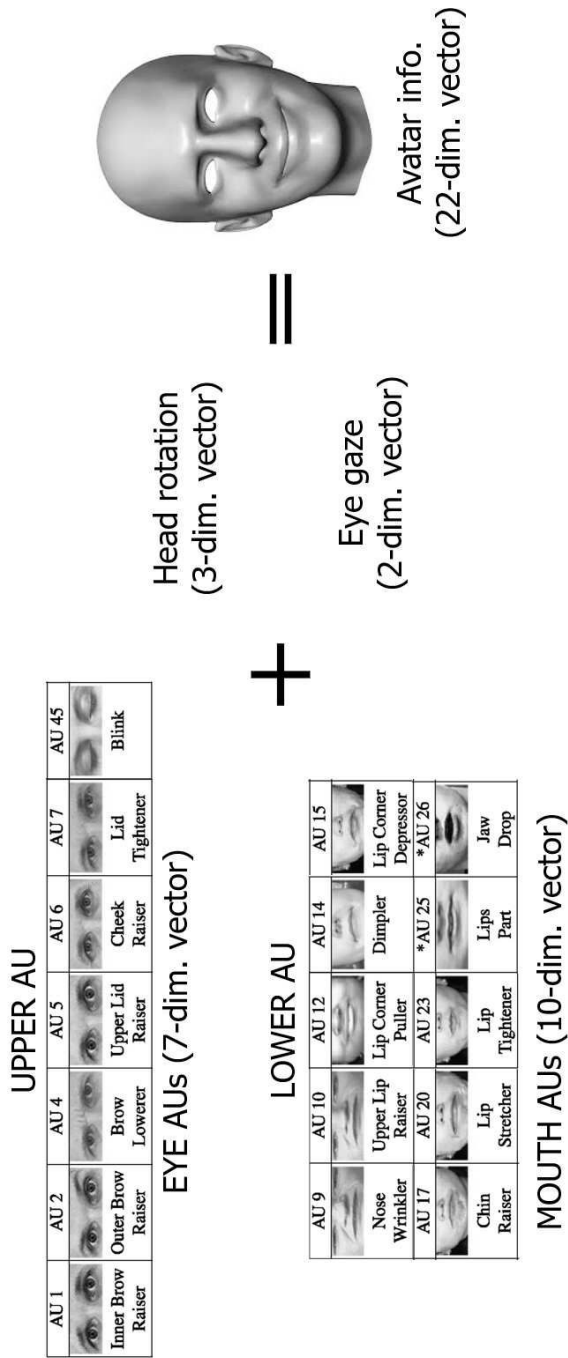 UPPER AU
AU 1 AU 2 AU 4 AU 5 AU 6 AU 7 AU 45
Inner Brow Outer Brow Brow Upper Lid Cheek Lid Blink
Raiser Raiser Lowerer Raiser Raiser Tightener
EYE AUs (7-dim. vector)
LOWER AU
AU 9 AU 10 AU 12 AU 14 AU 15
Nose Upper Lip Lip Corner Dimpler Lip Corner
Wrinkler Raiser Puller Depressor
AU 17 AU 20 AU 23 *AU 25 *AU 26
Chin Lip Lip Lips Jaw
Raiser Stretcher Tightener Part Drop
MOUTH AUs (10-dim. vector)
+
Head rotation
(3-dim. vector)
Eye gaze
(2-dim. vector)
=
Avatar info.
(22-dim. vector)